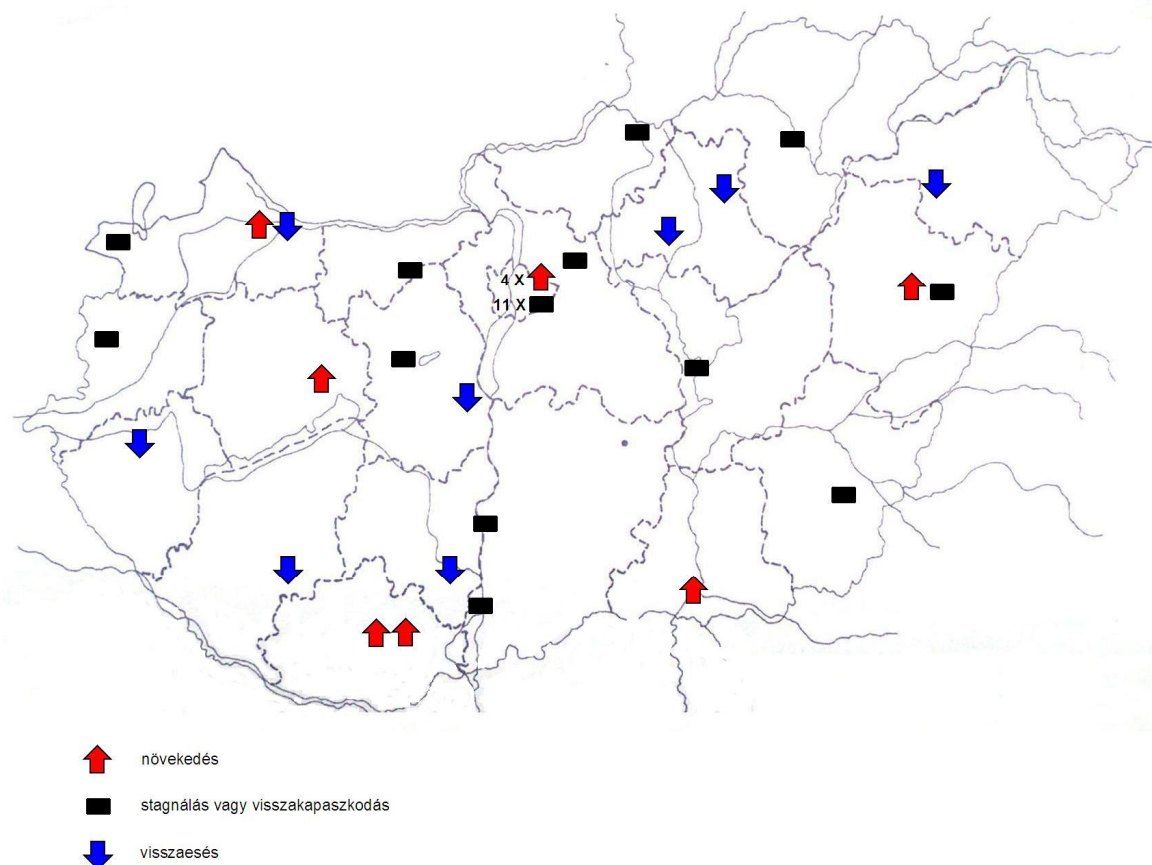 4 X
11 X
növekedés
stagnálás vagy visszakapaszkodás
visszaesés